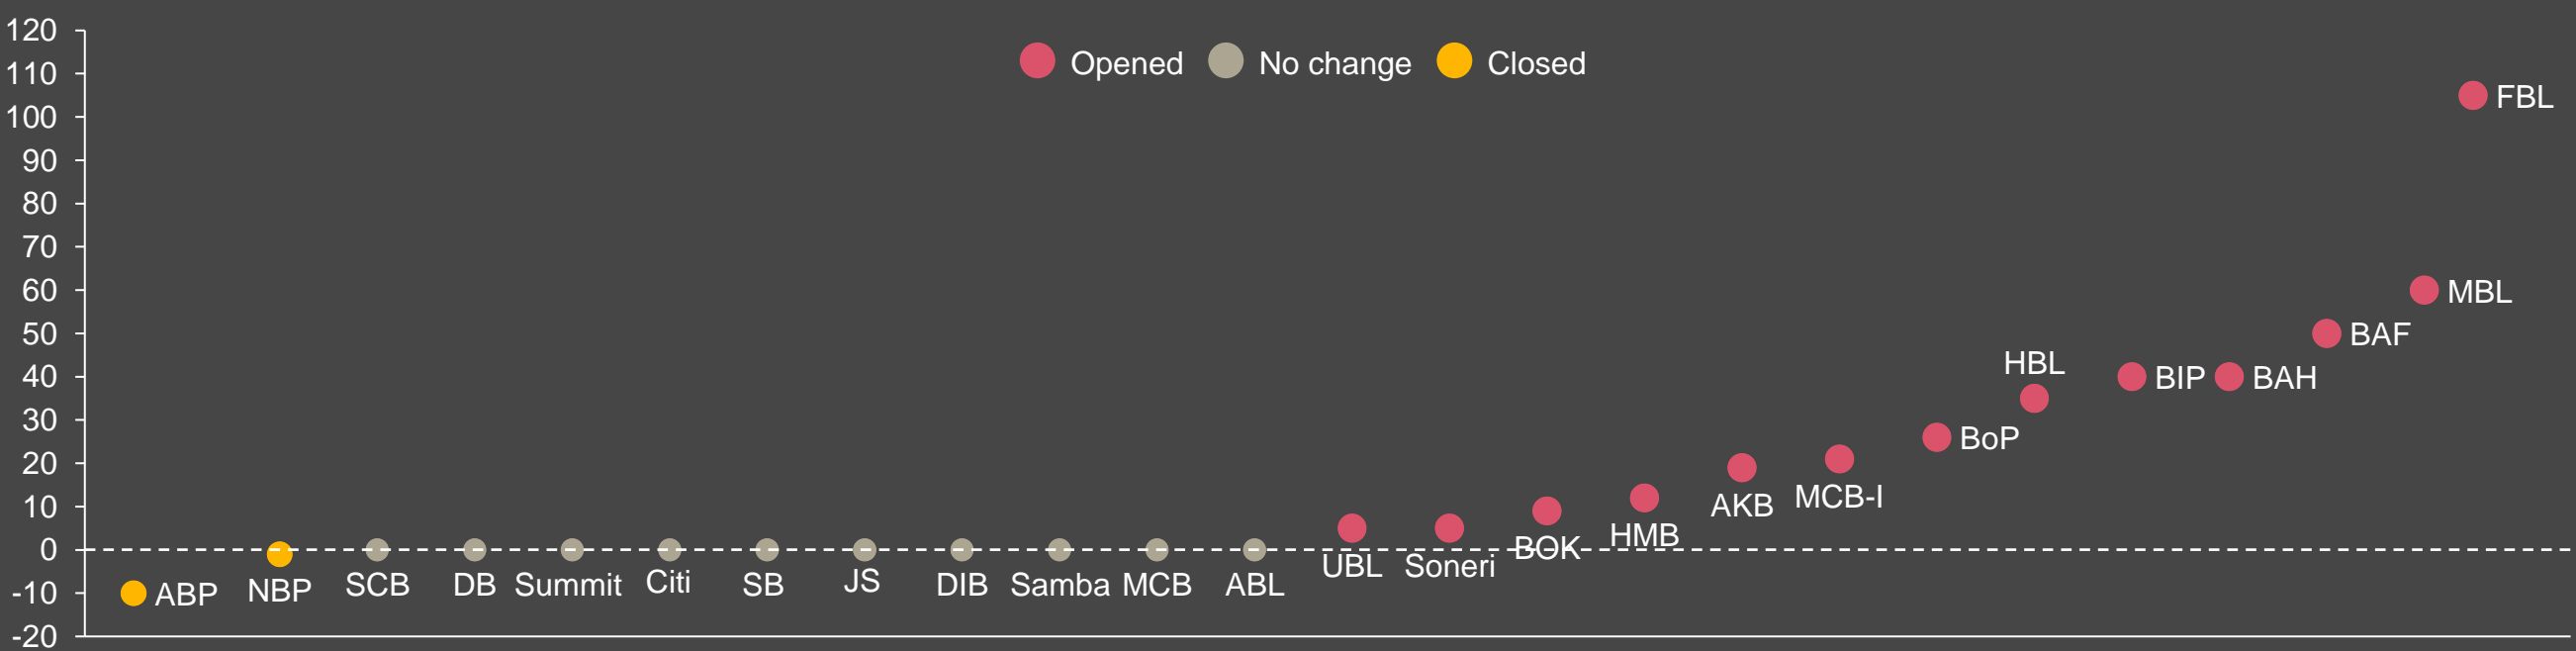 120
110
100
90
80
70
60
50
40
30
20
10
0
-10
-20
Opened No change Closed
ABP
NBP
SCB
DB
Summit
Citi
SB
JS
DIB
Samba
MCB
ABL
UBL
Soneri
BOK
HMB
AKB
MCB-I
BoP
HBL
BIP
BAH
BAF
MBL
FBL